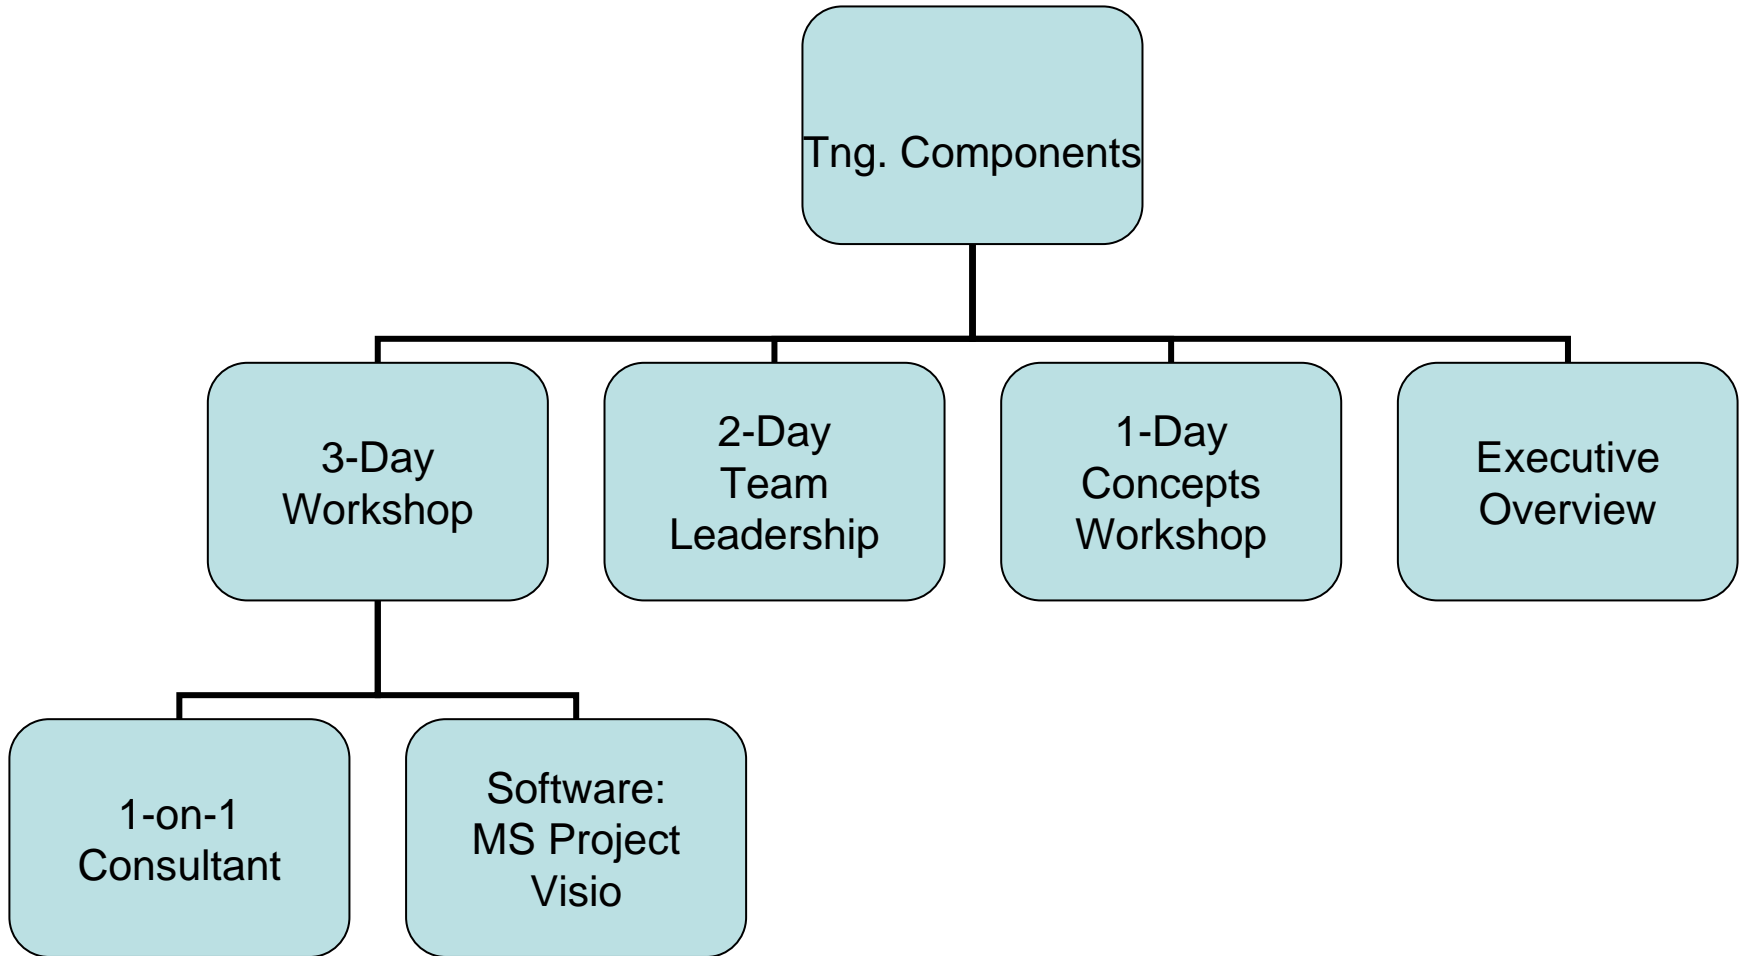 Tng. Components
3-Day
Workshop
2-Day
Team
Leadership
1-Day
Concepts
Workshop
Executive
Overview
1-on-1
Consultant
Software:
MS Project
Visio